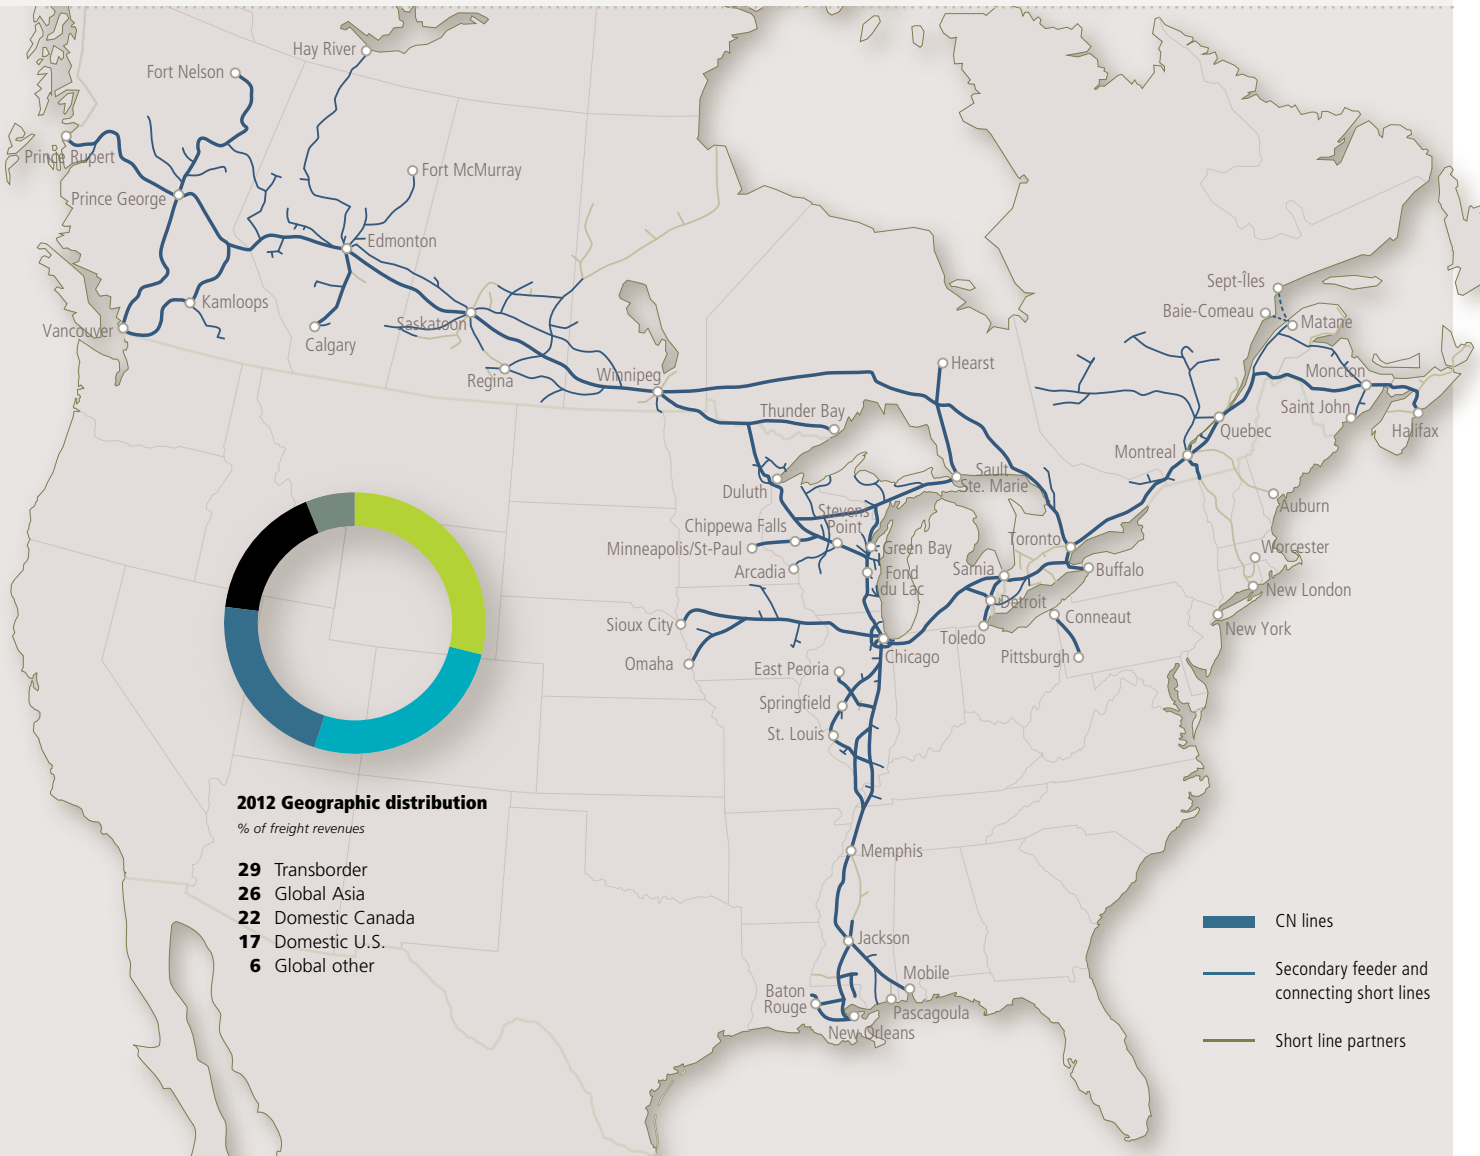 Hay River
Fort Nelson
Prince Rupert
Fort McMurray
Prince George
Edmonton
Kamloops
Vancouver
Calgary
Saskatoon
Regina
Winnipeg
Thunder Bay
Hearst
Sept-Îles
Baie-Comeau
Matane
Moncton
Saint John
Halifax
Quebec
Montreal
Sault
Ste. Marie
Duluth
Stevens
Point
Chippewa Falls
Minneapolis/St-Paul
Green Bay
Arcadia
Fond
du Lac
Toronto
Sarnia
Buffalo
Auburn
Worcester
New London
New York
Detroit
Conneaut
Toledo
Pittsburgh
Sioux City
Omaha
Chicago
East Peoria
Springfield
St. Louis
Memphis
Jackson
Mobile
Baton
Rouge
Pascagoula
New Orleans
2012 Geographic distribution
% of freight revenues
29 Transborder
26 Global Asia
22 Domestic Canada
17 Domestic U.S.
6 Global other
CN lines
Secondary feeder and
connecting short lines
Short line partners